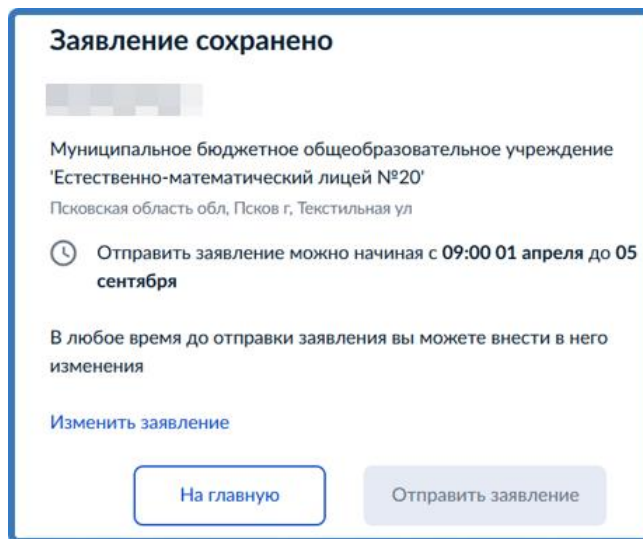 Заявление сохранено
Муниципальное бюджетное общеобразовательное учреждение
'Естественно-математический лицей №20'
Псковская область обл, Псков г, Текстильная ул
Отправить заявление можно начиная с 09:00 01 апреля до 05
сентября
В любое время до отправки заявления вы можете внести в него
изменения
Изменить заявление
На главную
Отправить заявление